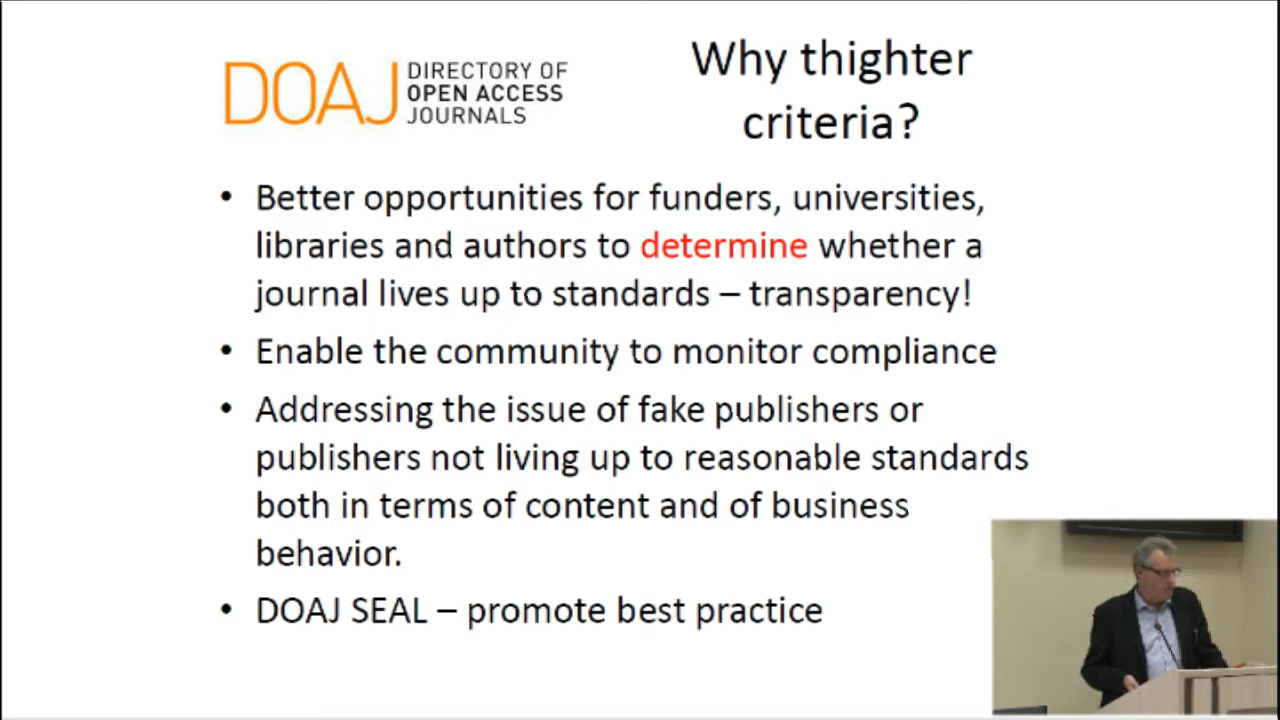 DOAJ
DIRECTORY OF
OPEN ACCESS
JOURNALS
Why thighter
criteria?
• Better opportunities for funders, universities,
libraries and authors to determine whether a
journal lives up to standards – transparency!
• Enable the community to monitor compliance
• Addressing the issue of fake publishers or
publishers not living up to reasonable standards
both in terms of content and of business
behavior.
• DOAJ SEAL – promote best practice